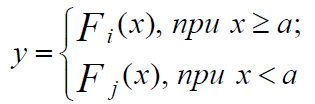 y = { F_i(x), при x ≥ a;
F_j(x), при x < a